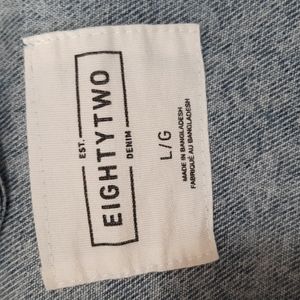 EST.
EIGHTYTWO
DENIM
L/G
MADE IN BANGLADESH
FABRIQUÉ AU BANGLADESH